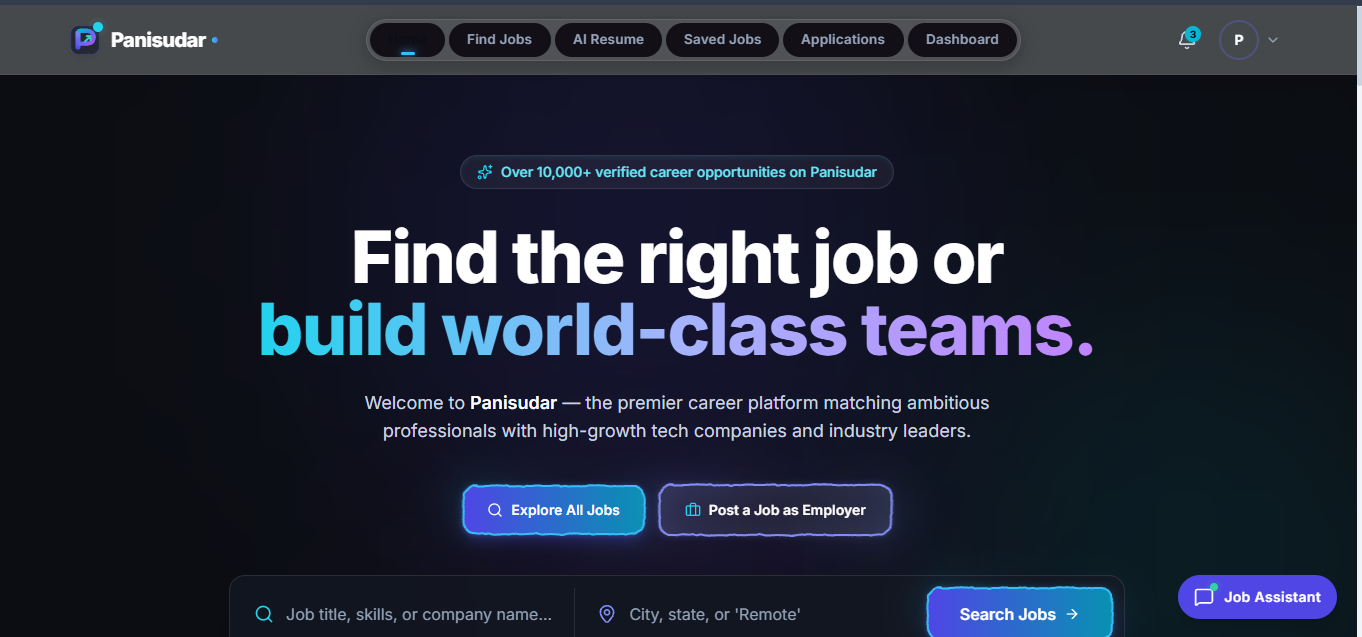 Panisudar
Find Jobs
AI Resume
Saved Jobs
Applications
Dashboard
3
P
Over 10,000+ verified career opportunities on Panisudar
Find the right job or
build world-class teams.
Welcome to Panisudar — the premier career platform matching ambitious
professionals with high-growth tech companies and industry leaders.
Explore All Jobs
Post a Job as Employer
Job title, skills, or company name...
City, state, or 'Remote'
Search Jobs →
Job Assistant